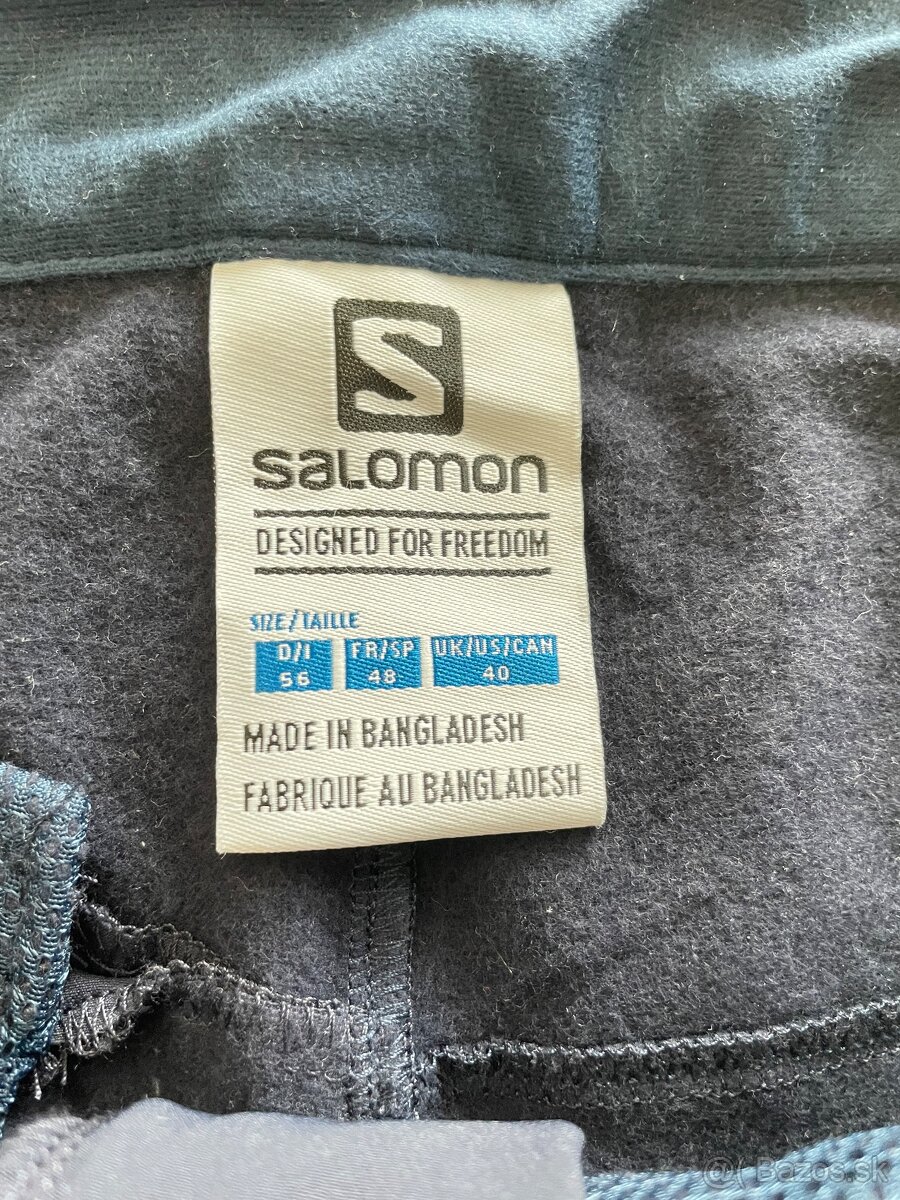 S
SALOMON
DESIGNED FOR FREEDOM
SIZE/TAILLE
D/I FR/SP UK/US/CAN
56 48 40
MADE IN BANGLADESH
FABRIQUE AU BANGLADESH
Bazos.sk